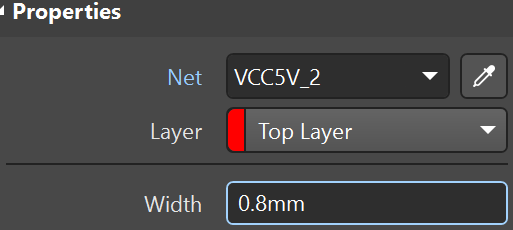 Properties
Net VCC5V_2
Layer Top Layer
Width 0.8mm